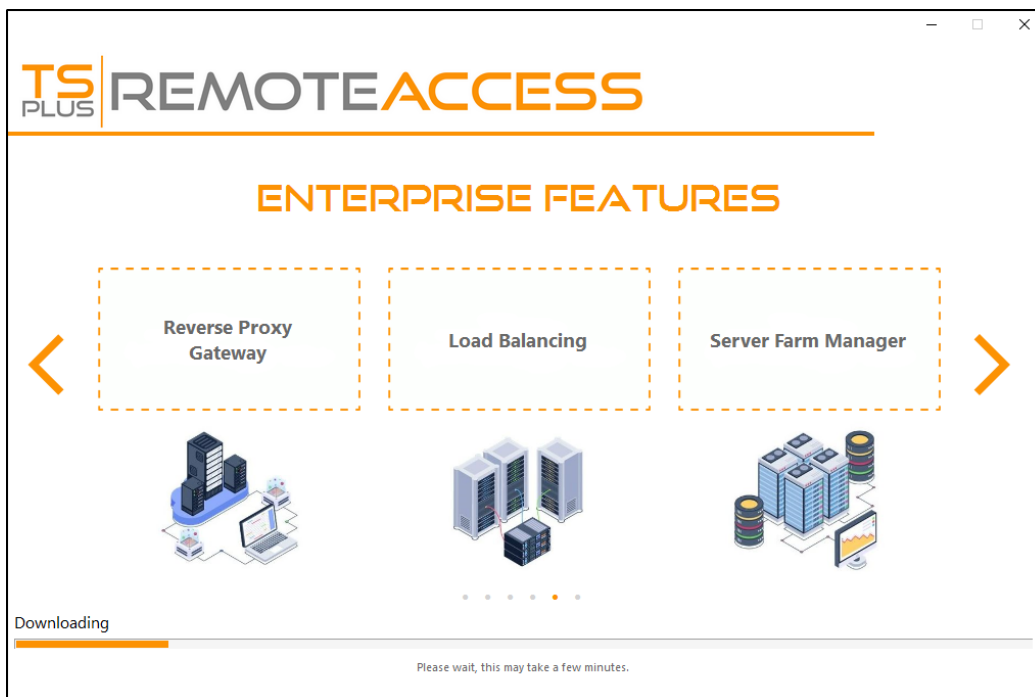 TS PLUS REMOTEACCESS
ENTERPRISE FEATURES
Reverse Proxy
Gateway
Load Balancing
Server Farm Manager
Downloading
Please wait, this may take a few minutes.